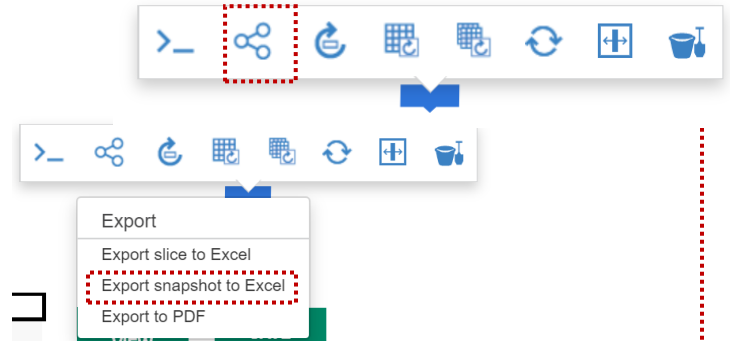 Export
Export slice to Excel
Export snapshot to Excel
Export to PDF